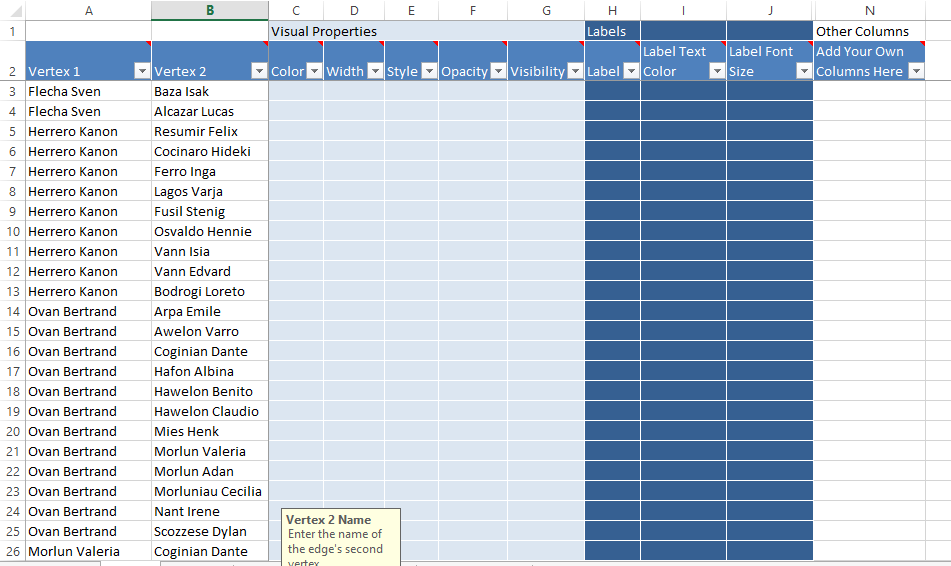 A B C D E F G H I J N
1 Visual Properties Labels Other Columns
Label Text Label Font Add Your Own
2 Vertex 1 Vertex 2 Color Width Style Opacity Visibility Label Color Size Columns Here
3 Flecha Sven Baza Isak
4 Flecha Sven Alcazar Lucas
5 Herrero Kanon Resumir Felix
6 Herrero Kanon Cocinaro Hideki
7 Herrero Kanon Ferro Inga
8 Herrero Kanon Lagos Varja
9 Herrero Kanon Fusil Stenig
10 Herrero Kanon Osvaldo Hennie
11 Herrero Kanon Vann Isia
12 Herrero Kanon Vann Edvard
13 Herrero Kanon Bodrogi Loreto
14 Ovan Bertrand Arpa Emile
15 Ovan Bertrand Awelon Varro
16 Ovan Bertrand Coginian Dante
17 Ovan Bertrand Hafon Albina
18 Ovan Bertrand Hawelon Benito
19 Ovan Bertrand Hawelon Claudio
20 Ovan Bertrand Mies Henk
21 Ovan Bertrand Morlun Valeria
22 Ovan Bertrand Morlun Adan
23 Ovan Bertrand Morluniau Cecilia
24 Ovan Bertrand Nant Irene
25 Ovan Bertrand Scozzese Dylan
26 Morlun Valeria Coginian Dante
Vertex 2 Name
Enter the name of
the edge's second
vertex